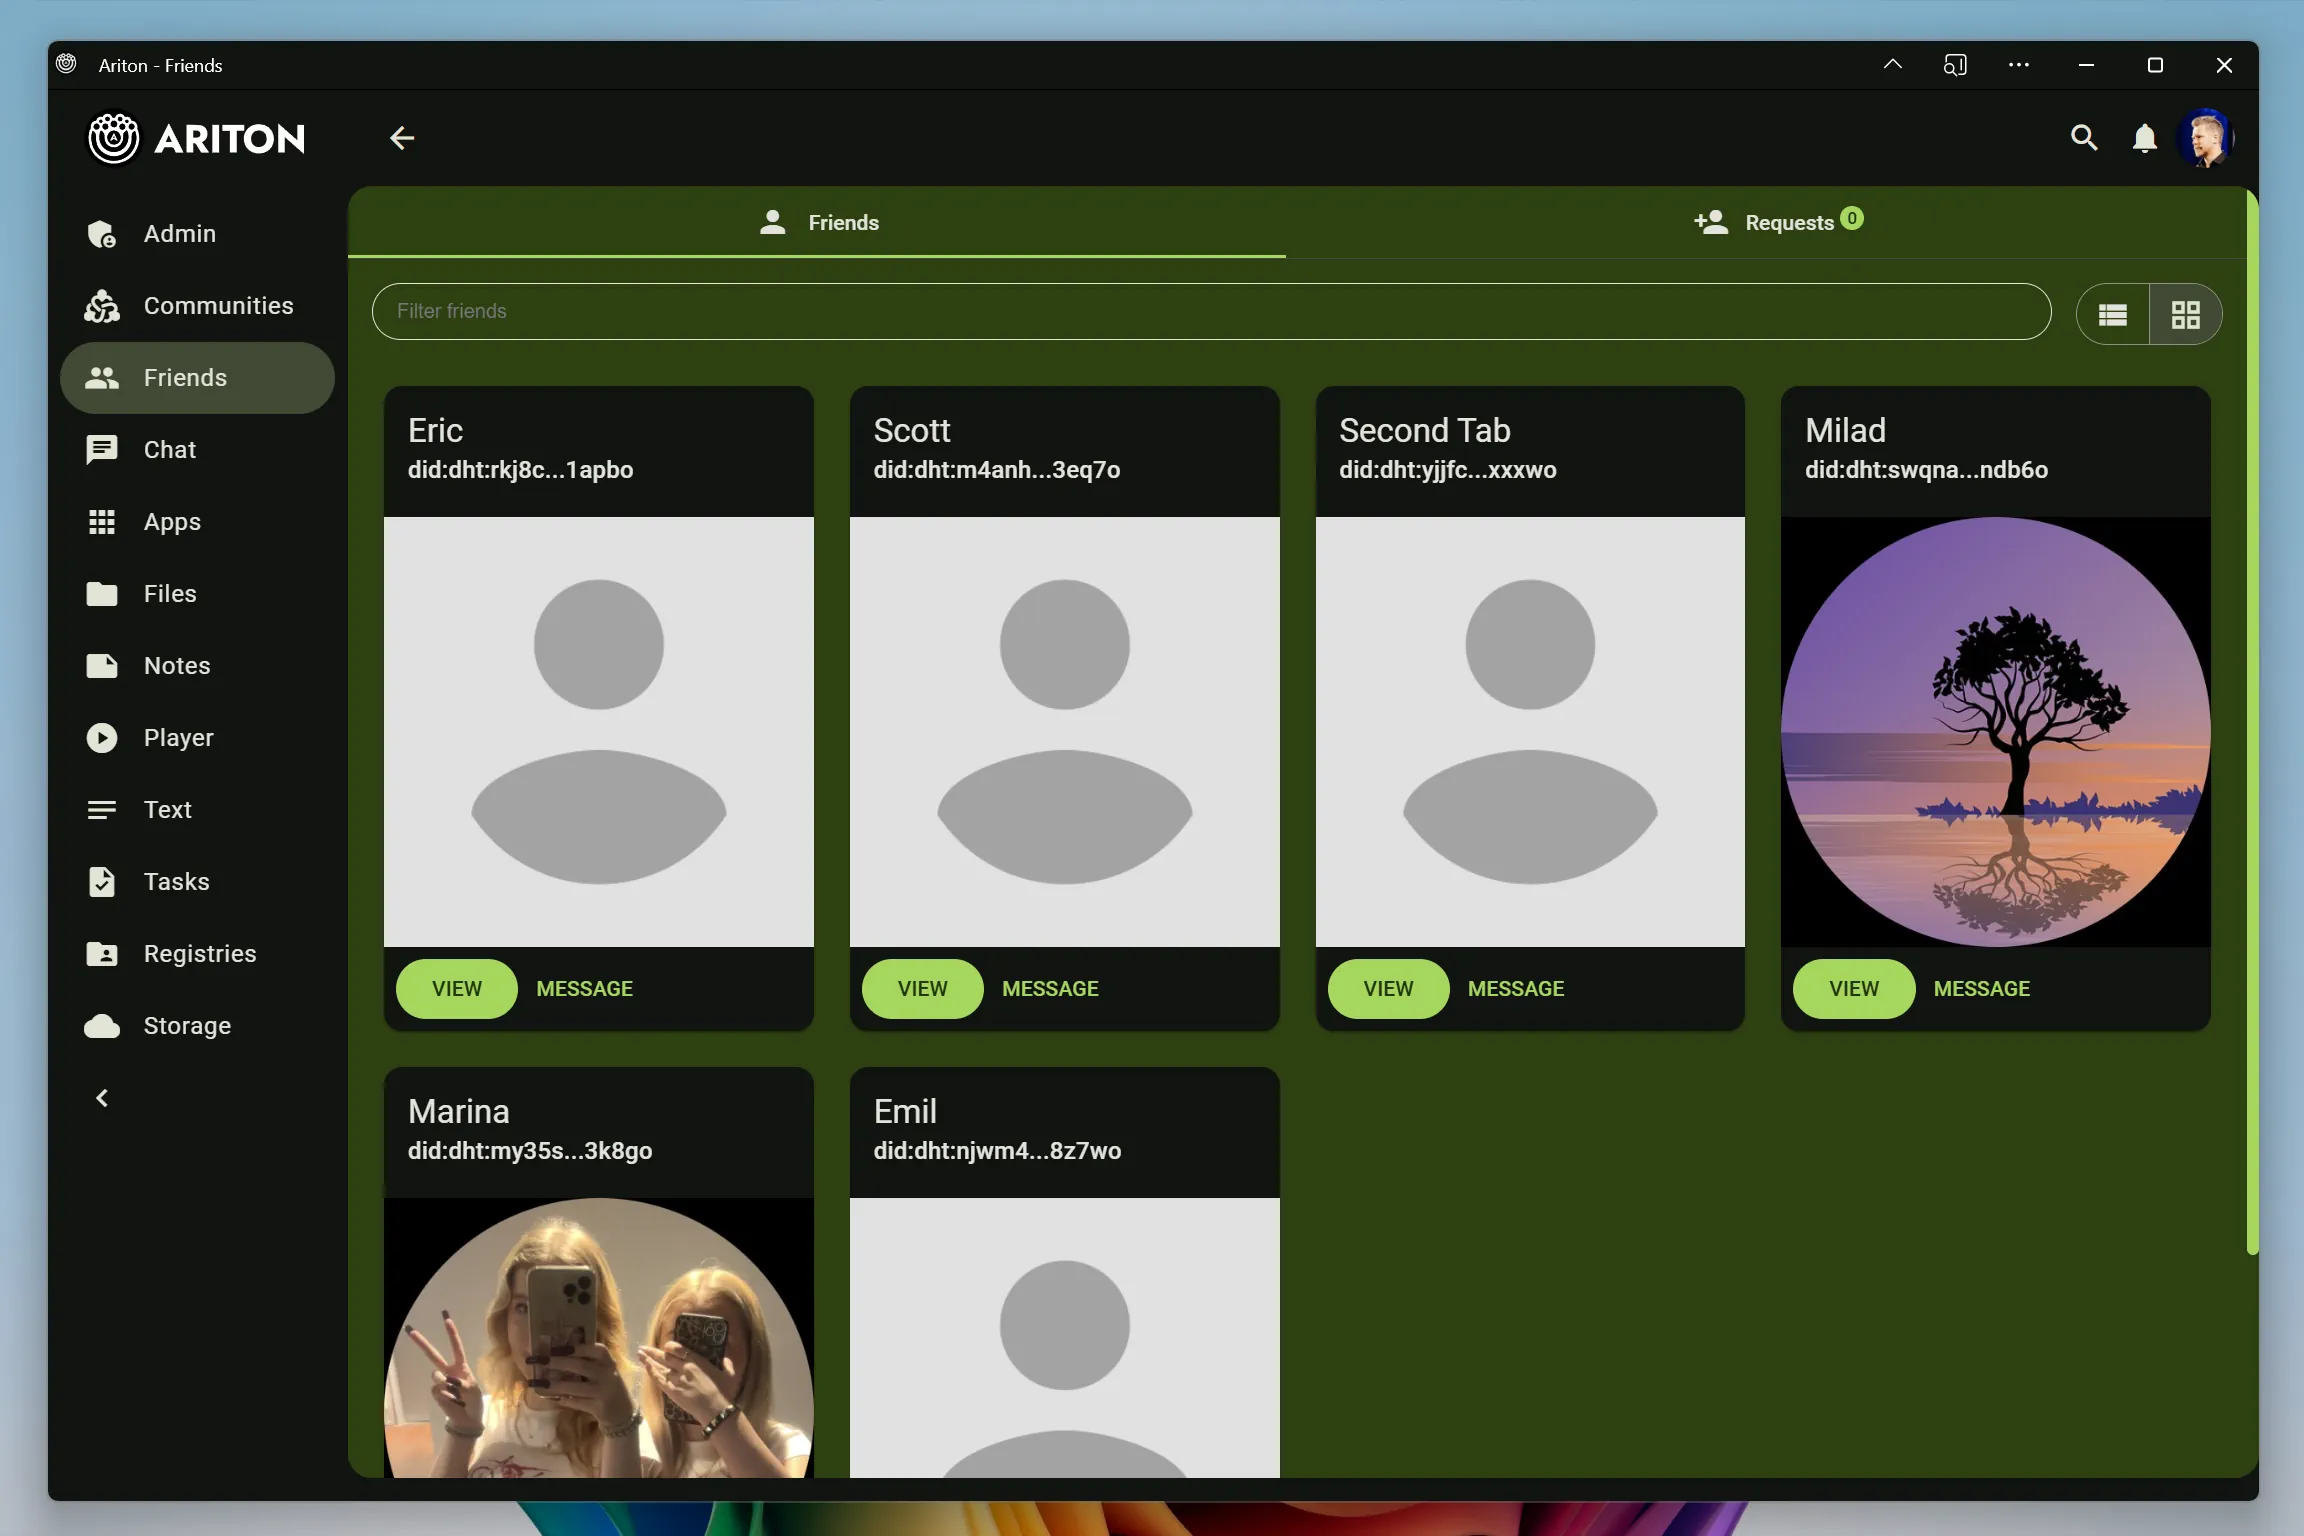 Ariton - Friends
ARITON
Admin
Communities
Friends
Chat
Apps
Files
Notes
Player
Text
Tasks
Registries
Storage
Friends
Requests 0
Filter friends
Eric
did:dht:rkj8c...1apbo
VIEW MESSAGE
Scott
did:dht:m4anh...3eq7o
VIEW MESSAGE
Second Tab
did:dht:yjjfc...xxxwo
VIEW MESSAGE
Milad
did:dht:swqna...ndb6o
VIEW MESSAGE
Marina
did:dht:my35s...3k8go
Emil
did:dht:njwm4...8z7wo